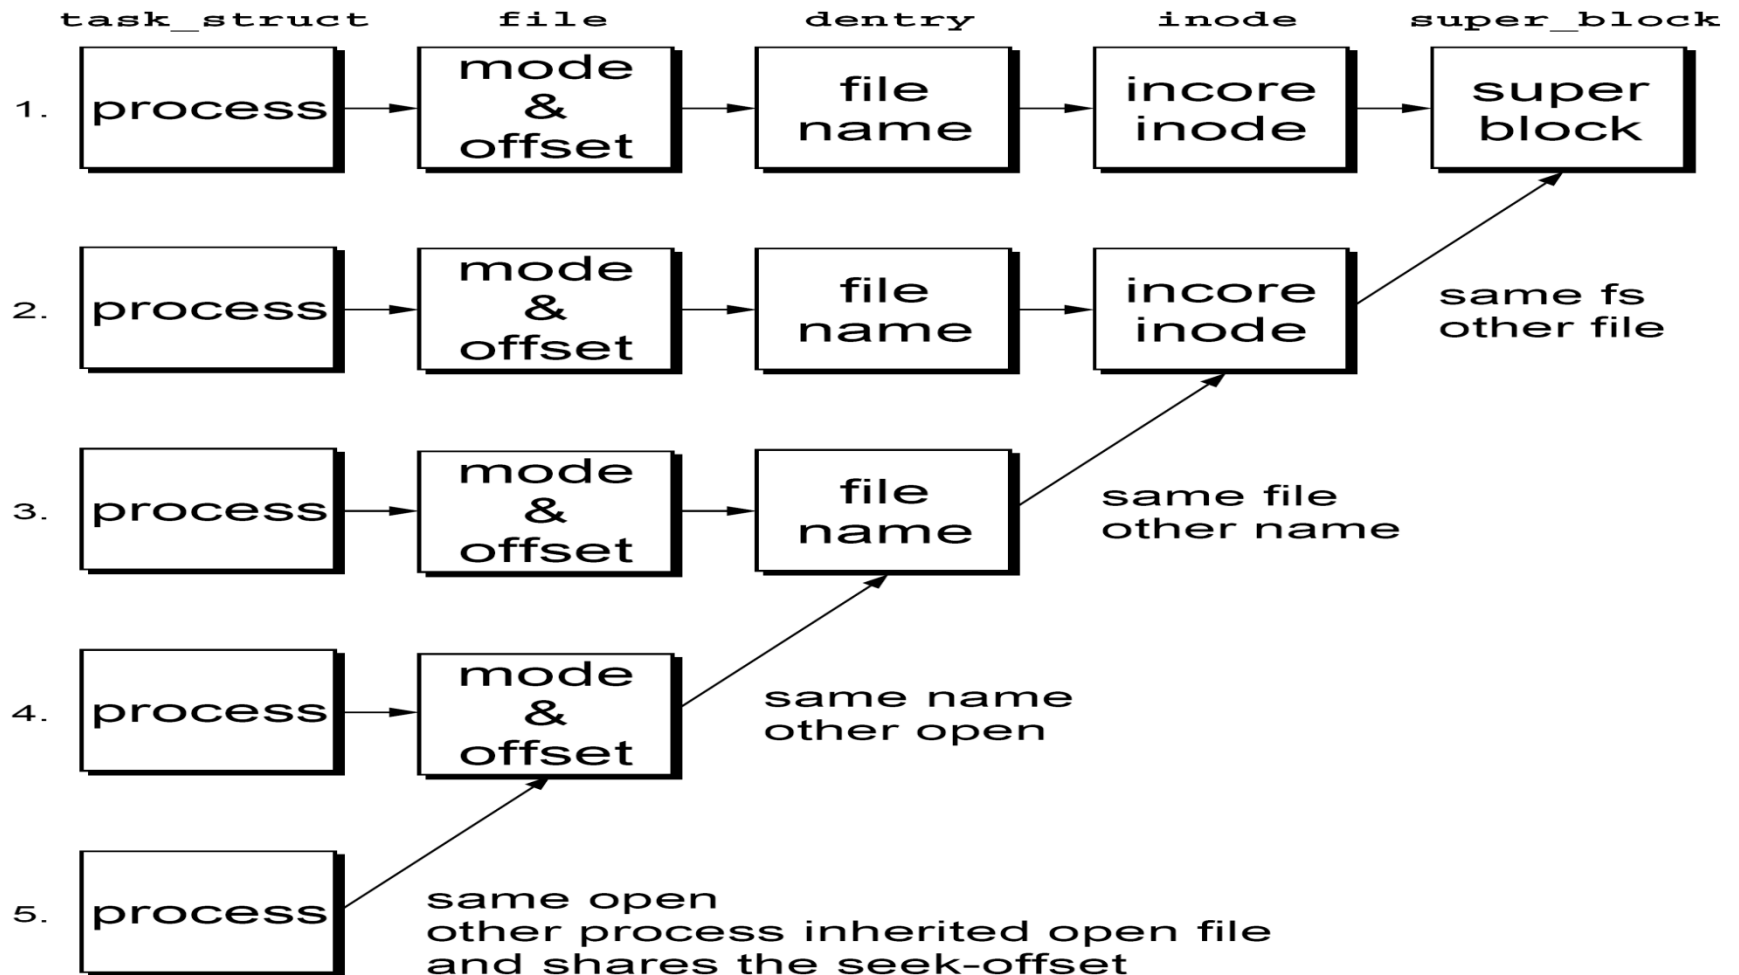 task_struct file dentry inode super_block
1. process
mode
&
offset
file
name
incore
inode
super
block
2. process
mode
&
offset
file
name
incore
inode
same fs
other file
3. process
mode
&
offset
file
name
same file
other name
4. process
mode
&
offset
same name
other open
5. process
same open
other process inherited open file
and shares the seek-offset